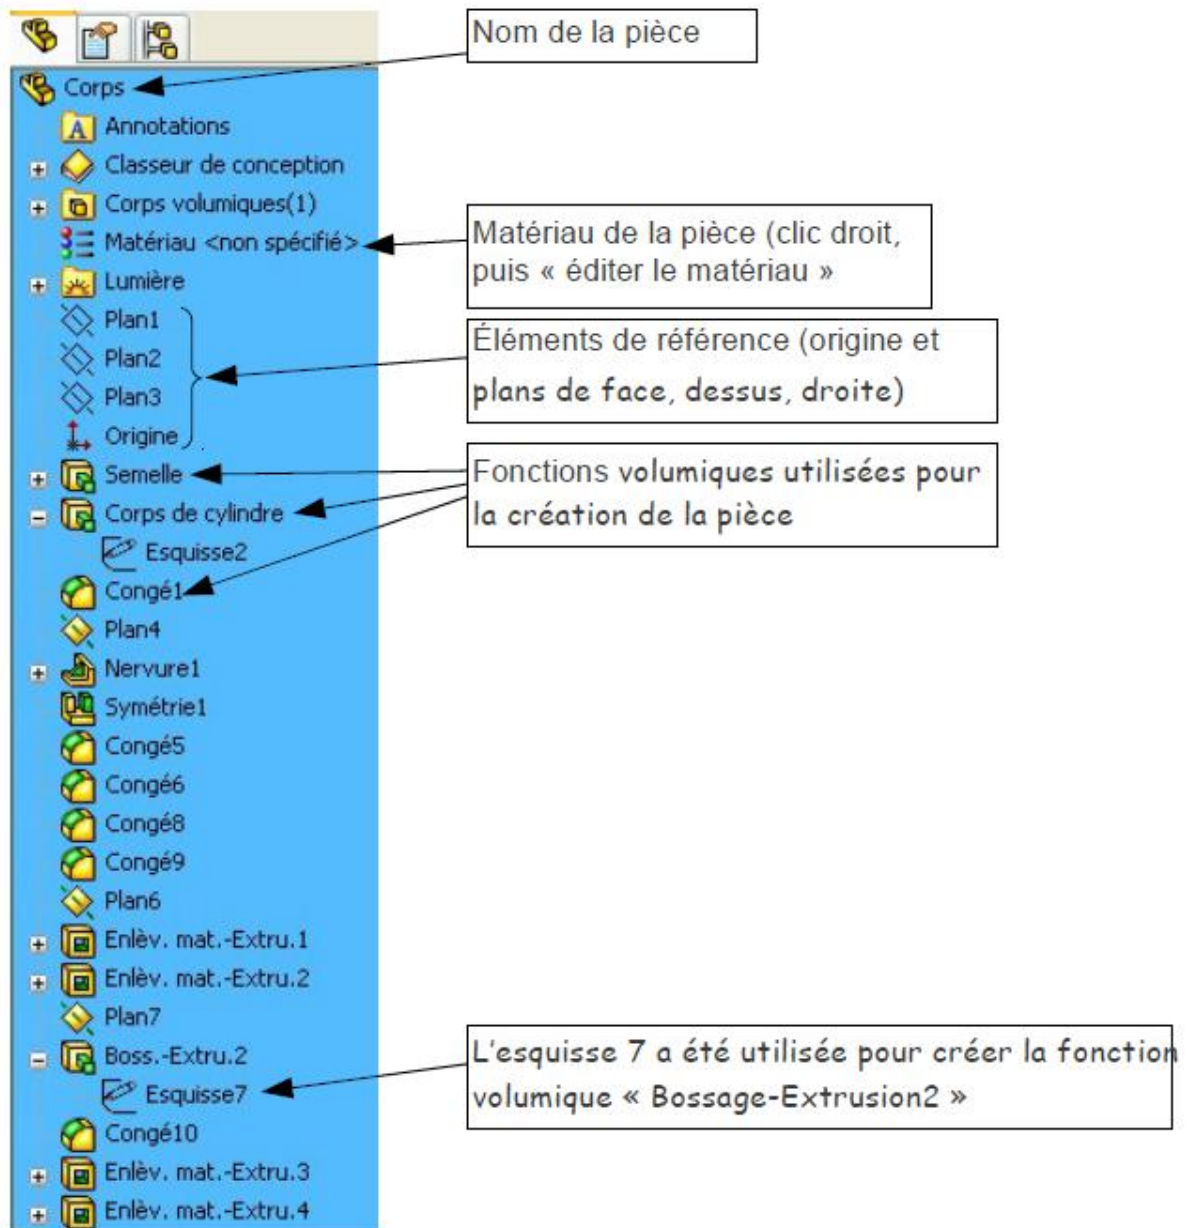 Nom de la pièce
Corps
Annotations
Classeur de conception
Corps volumiques(1)
Matériau <non spécifié>
Matériau de la pièce (clic droit,
puis « éditer le matériau »
Lumière
Plan1
Plan2
Plan3
Origine
Éléments de référence (origine et
plans de face, dessus, droite)
Semelle
Corps de cylindre
Esquisse2
Congé1
Fonctions volumiques utilisées pour
la création de la pièce
Plan4
Nervure1
Symétrie1
Congé5
Congé6
Congé8
Congé9
Plan6
Enlèv. mat.-Extru.1
Enlèv. mat.-Extru.2
Plan7
Boss.-Extru.2
Esquisse7
L'esquisse 7 a été utilisée pour créer la fonction
volumique « Bossage-Extrusion2 »
Congé10
Enlèv. mat.-Extru.3
Enlèv. mat.-Extru.4